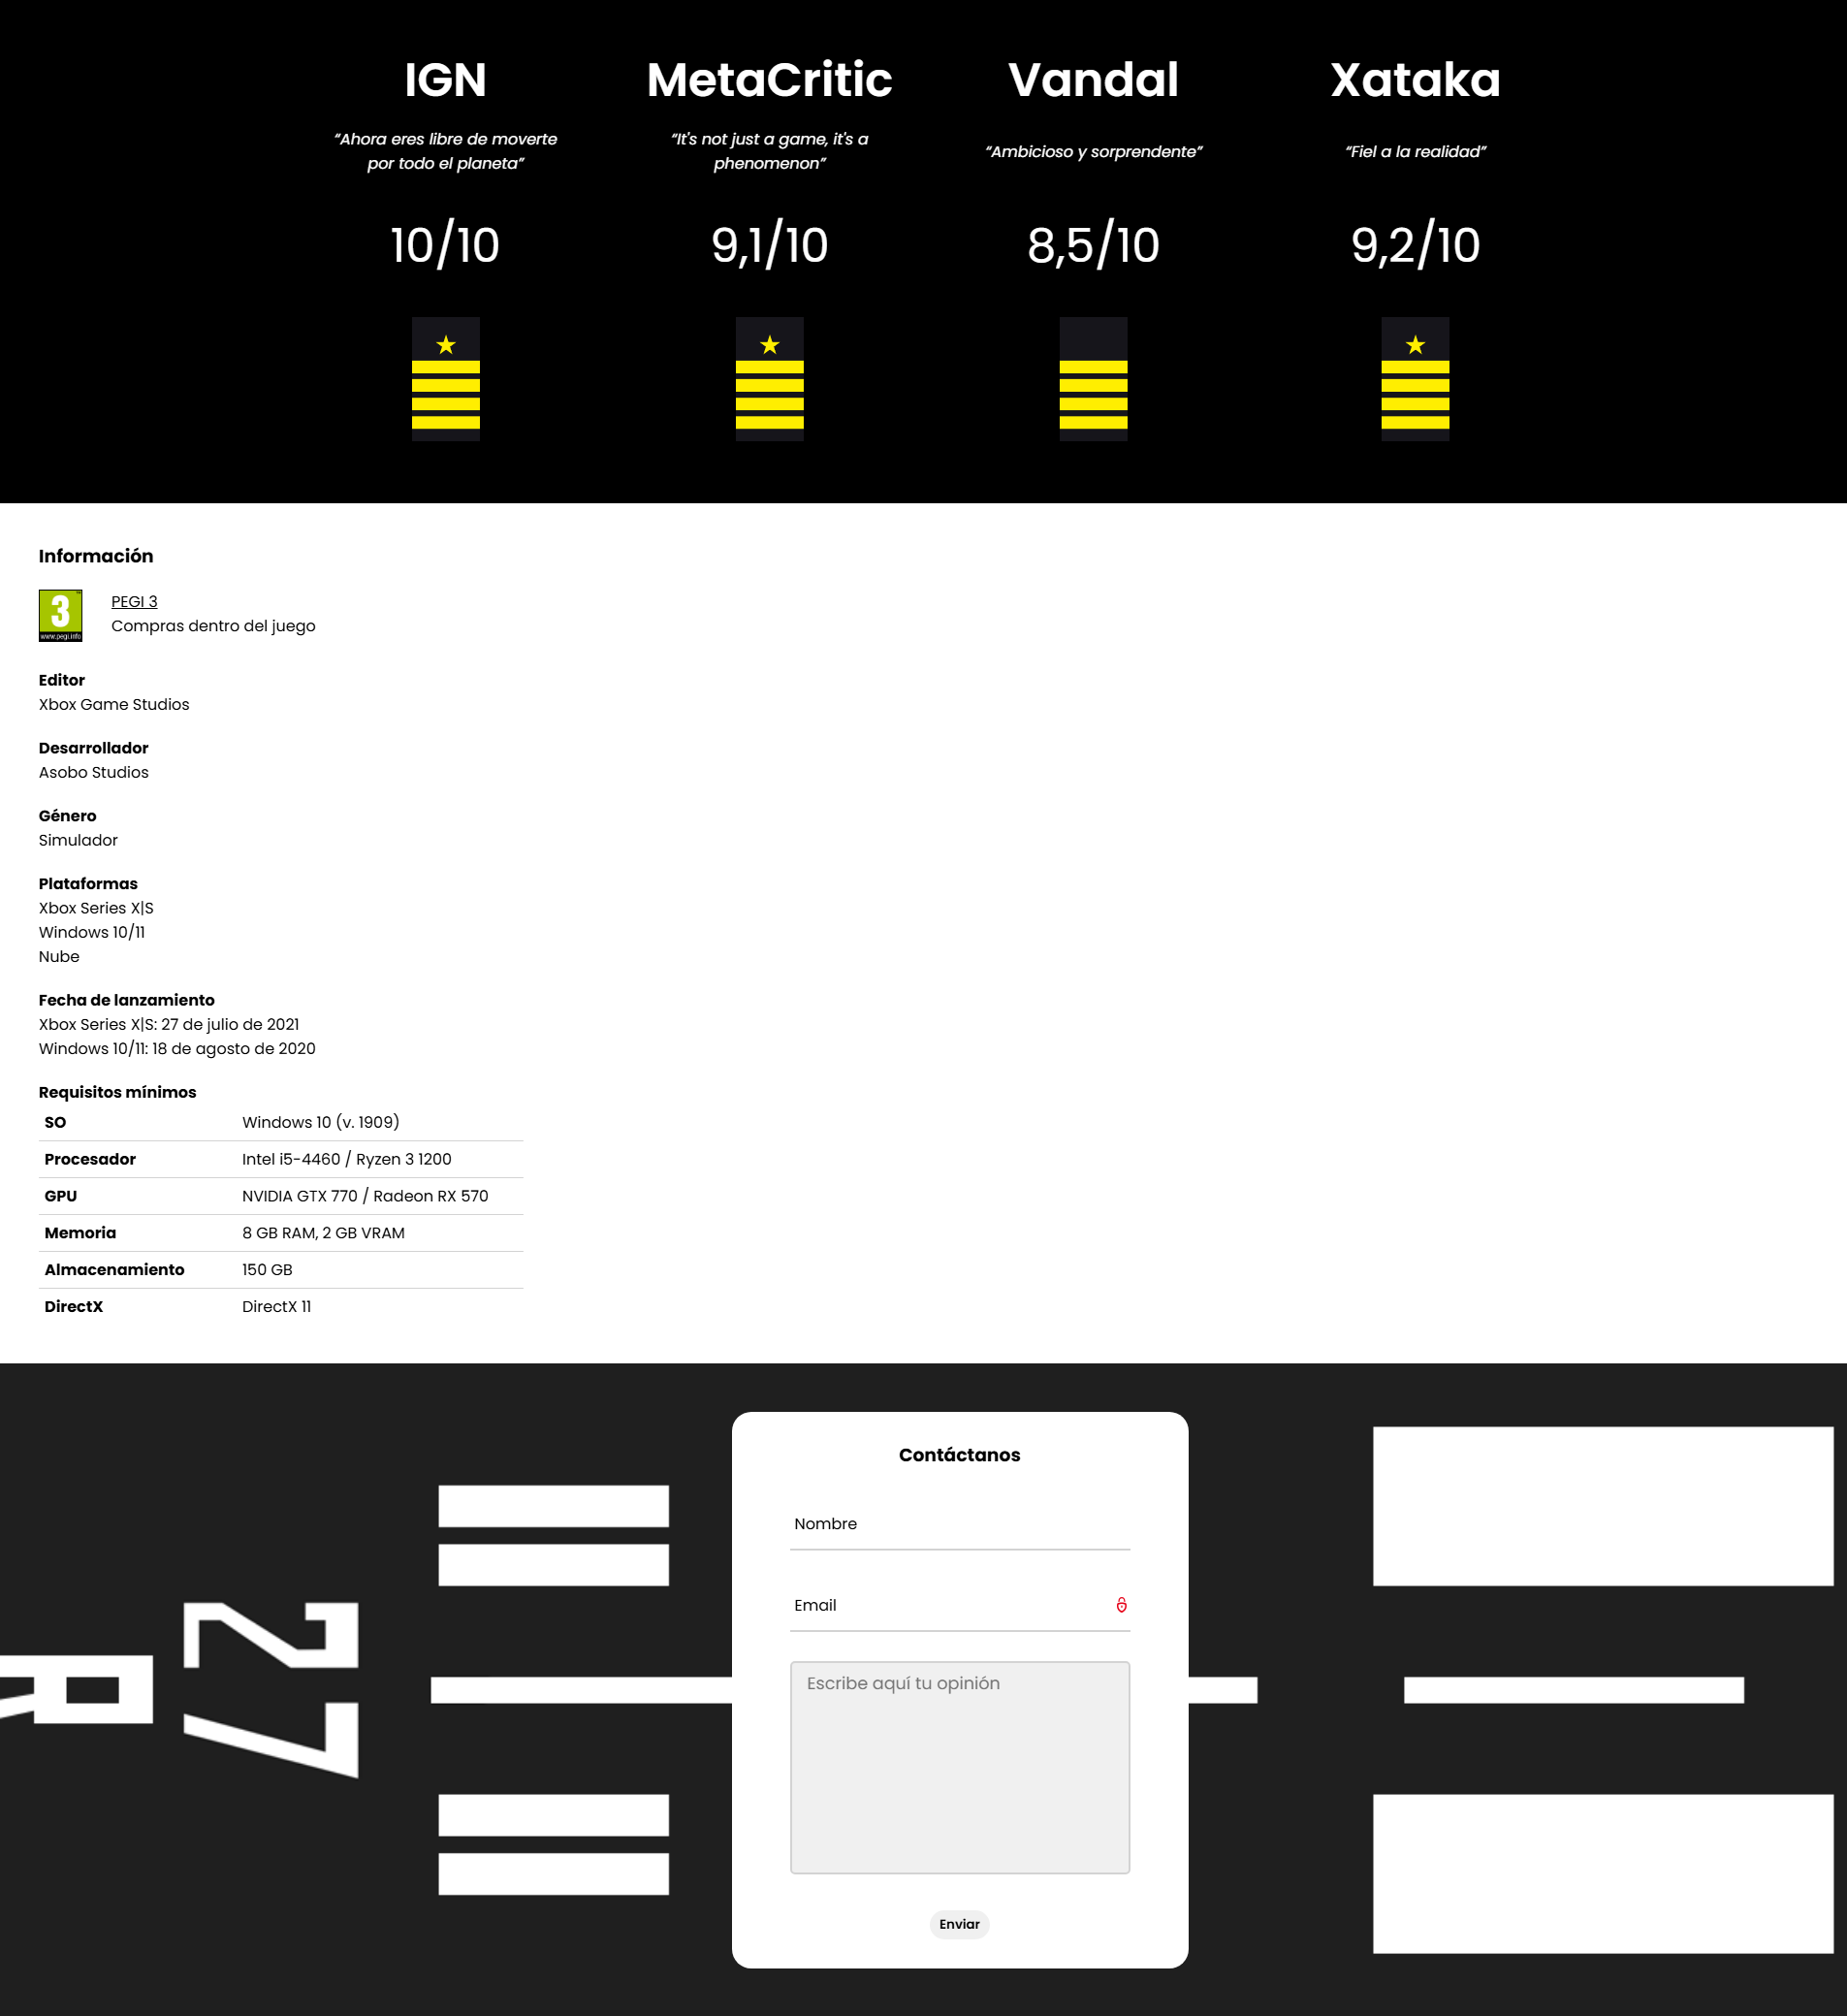 IGN
“Ahora eres libre de moverte
por todo el planeta”
10/10
MetaCritic
“It's not just a game, it's a
phenomenon”
9,1/10
Vandal
“Ambicioso y sorprendente”
8,5/10
Xataka
“Fiel a la realidad”
9,2/10
Información
3
www.pegi.info
PEGI 3
Compras dentro del juego
Editor
Xbox Game Studios
Desarrollador
Asobo Studios
Género
Simulador
Plataformas
Xbox Series X|S
Windows 10/11
Nube
Fecha de lanzamiento
Xbox Series X|S: 27 de julio de 2021
Windows 10/11: 18 de agosto de 2020
Requisitos mínimos
SO Windows 10 (v. 1909)
Procesador Intel i5-4460 / Ryzen 3 1200
GPU NVIDIA GTX 770 / Radeon RX 570
Memoria 8 GB RAM, 2 GB VRAM
Almacenamiento 150 GB
DirectX DirectX 11
27
R
Contáctanos
Nombre
Email
Escribe aquí tu opinión
Enviar